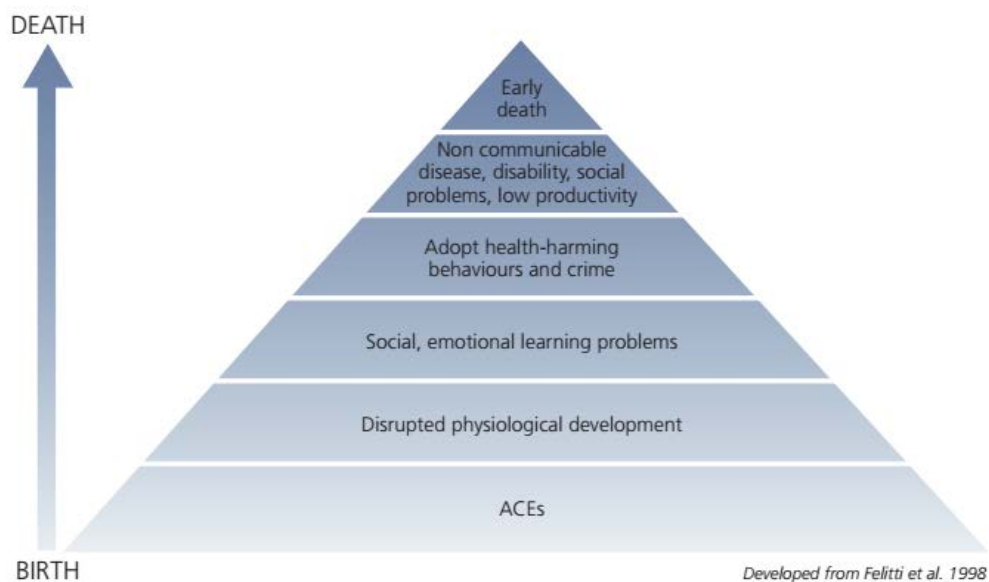 DEATH
Early
death
Non communicable
disease, disability, social
problems, low productivity
Adopt health-harming
behaviours and crime
Social, emotional learning problems
Disrupted physiological development
ACEs
BIRTH
Developed from Felitti et al. 1998